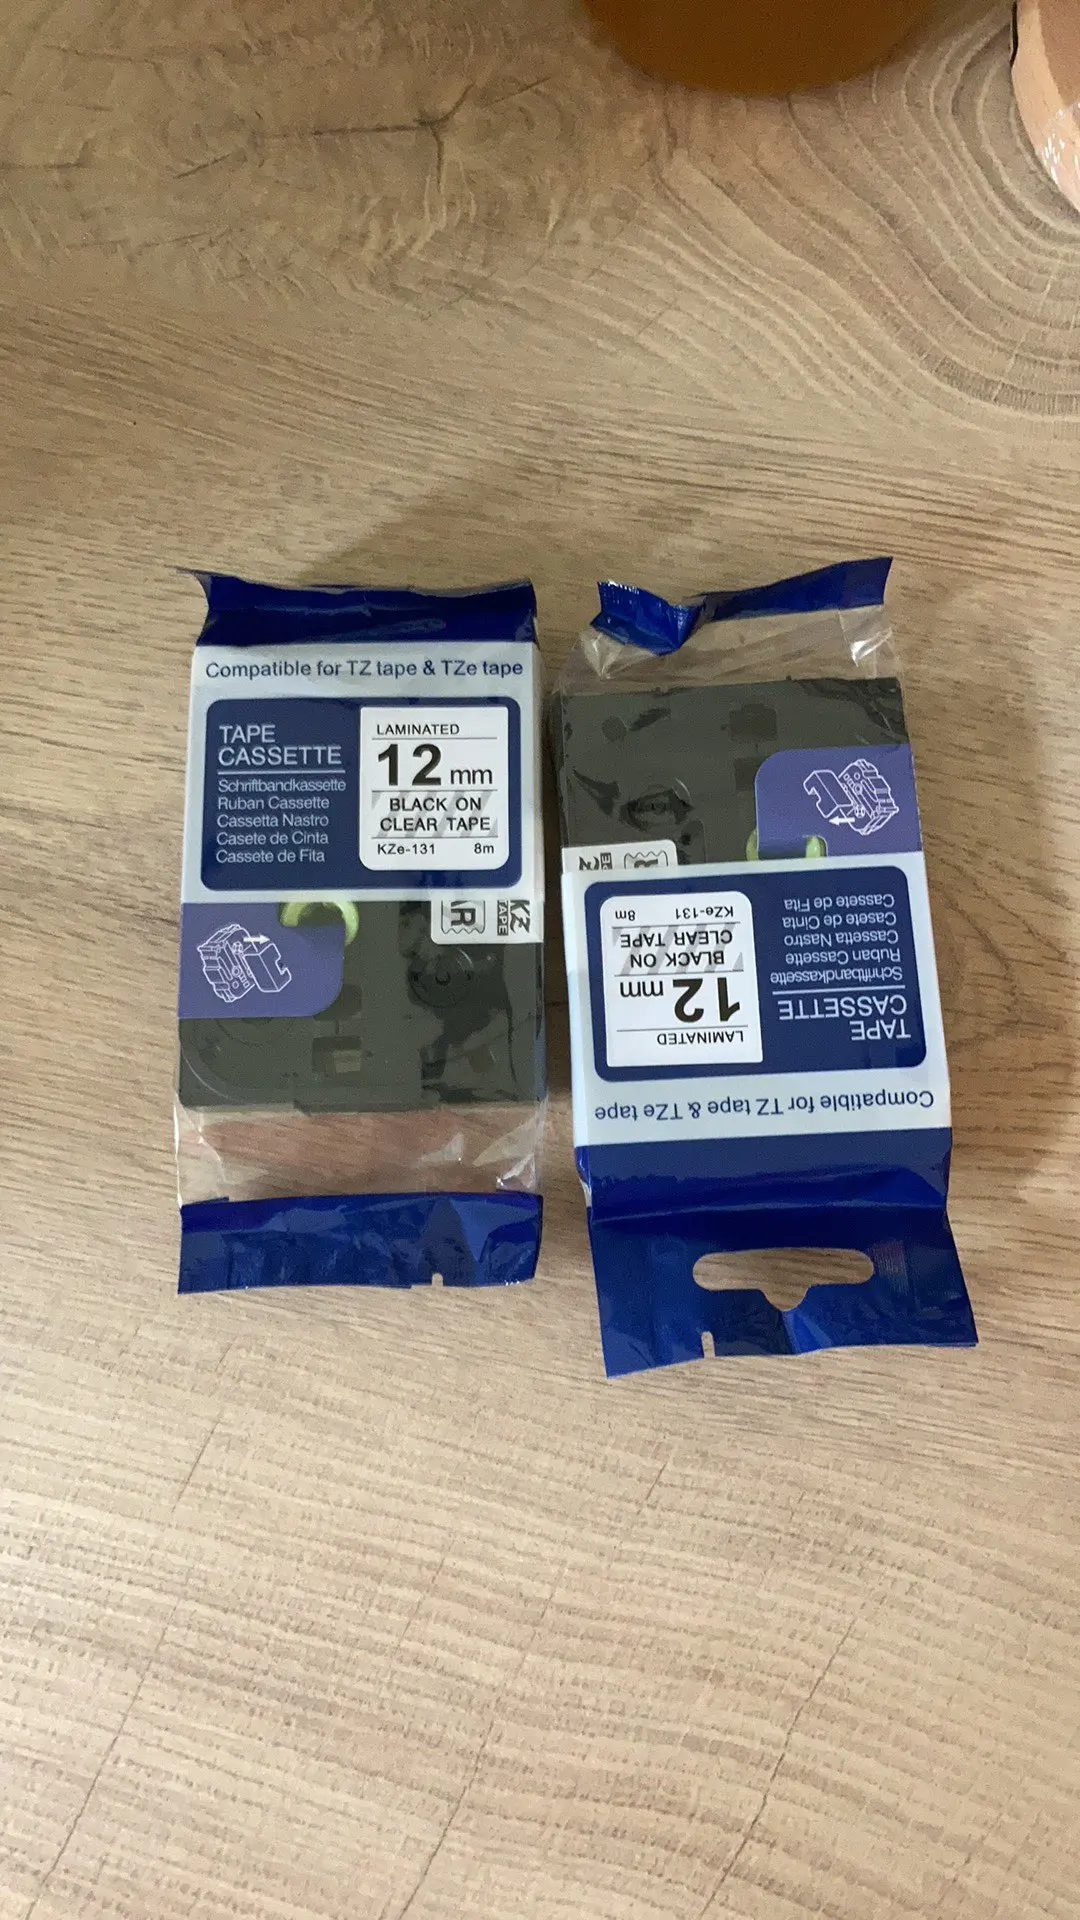 Compatible for TZ tape & TZe tape
TAPE
CASSETTE
Schriftbandkassette
Ruban Cassette
Cassetta Nastro
Casete de Cinta
Cassete de Fita
LAMINATED
12 mm
BLACK ON
CLEAR TAPE
KZe-131 8m
KZ
TAPE
Compatible for TZ tape & TZe tape
TAPE
CASSETTE
Schriftbandkassette
Ruban Cassette
Cassetta Nastro
Casete de Cinta
Cassete de Fita
LAMINATED
12 mm
BLACK ON
CLEAR TAPE
KZe-131 8m